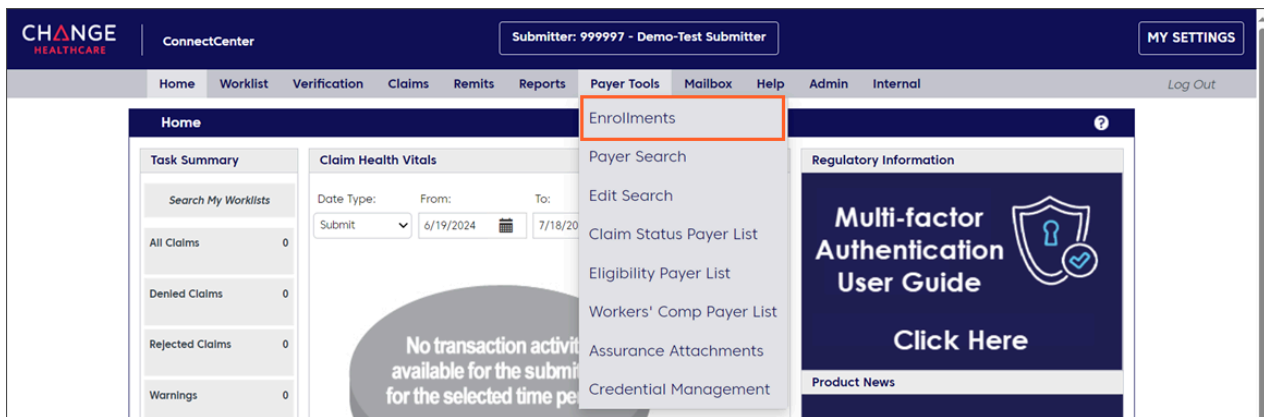 CHANGE
HEALTHCARE
ConnectCenter
Submitter: 999997 - Demo-Test Submitter
MY SETTINGS
Home Worklist Verification Claims Remits Reports Payer Tools Mailbox Help Admin Internal Log Out
Home
?
Enrollments
Payer Search
Edit Search
Claim Status Payer List
Eligibility Payer List
Workers' Comp Payer List
Assurance Attachments
Credential Management
Task Summary
Search My Worklists
All Claims 0
Denied Claims 0
Rejected Claims 0
Warnings 0
Claim Health Vitals
Date Type: From: To:
Submit 6/19/2024 7/18/20
No transaction activit
available for the submi
for the selected time pe
Regulatory Information
Multi-factor
Authentication
User Guide
Click Here
Product News